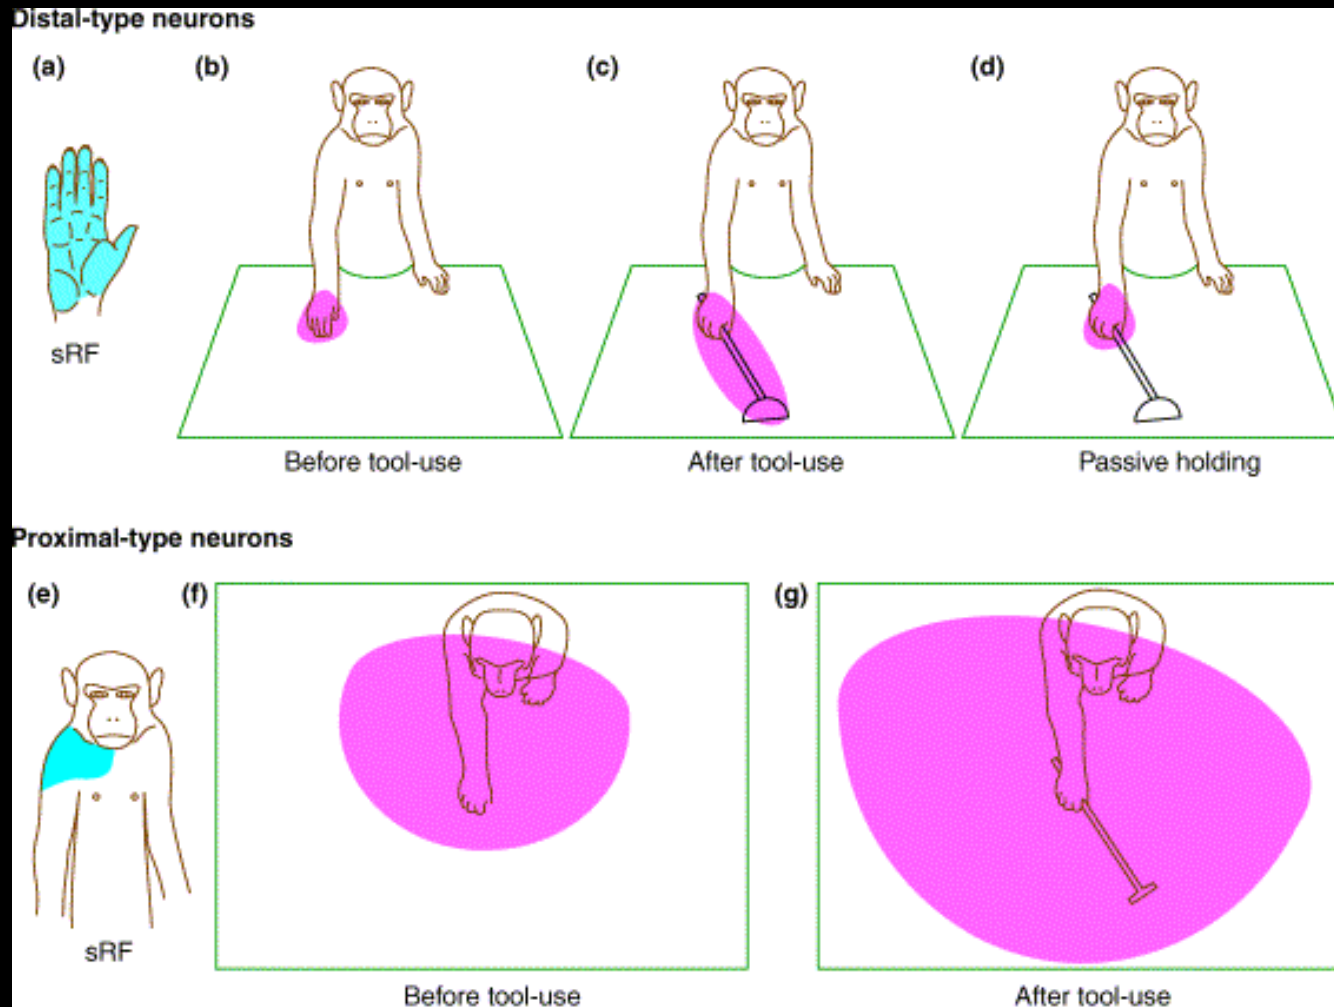 Distal-type neurons
(a)
(b)
(c)
(d)
sRF
Before tool-use
After tool-use
Passive holding
Proximal-type neurons
(e)
(f)
(g)
sRF
Before tool-use
After tool-use